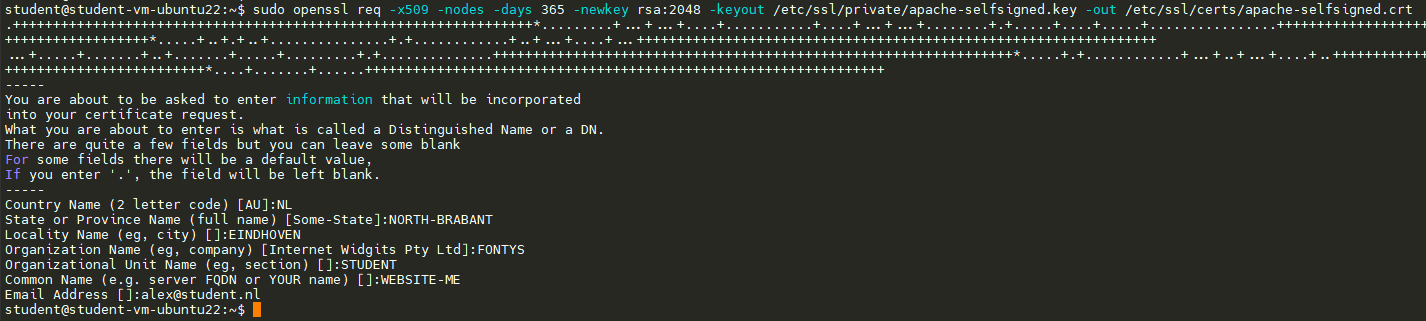 student@student-vm-ubuntu22:~$ sudo openssl req -x509 -nodes -days 365 -newkey rsa:2048 -keyout /etc/ssl/private/apache-selfsigned.key -out /etc/ssl/certs/apache-selfsigned.crt
-----
You are about to be asked to enter information that will be incorporated
into your certificate request.
What you are about to enter is what is called a Distinguished Name or a DN.
There are quite a few fields but you can leave some blank
For some fields there will be a default value,
If you enter '.', the field will be left blank.
-----
Country Name (2 letter code) [AU]:NL
State or Province Name (full name) [Some-State]:NORTH-BRABANT
Locality Name (eg, city) []:EINDHOVEN
Organization Name (eg, company) [Internet Widgits Pty Ltd]:FONTYS
Organizational Unit Name (eg, section) []:STUDENT
Common Name (e.g. server FQDN or YOUR name) []:WEBSITE-ME
Email Address []:alex@student.nl
student@student-vm-ubuntu22:~$